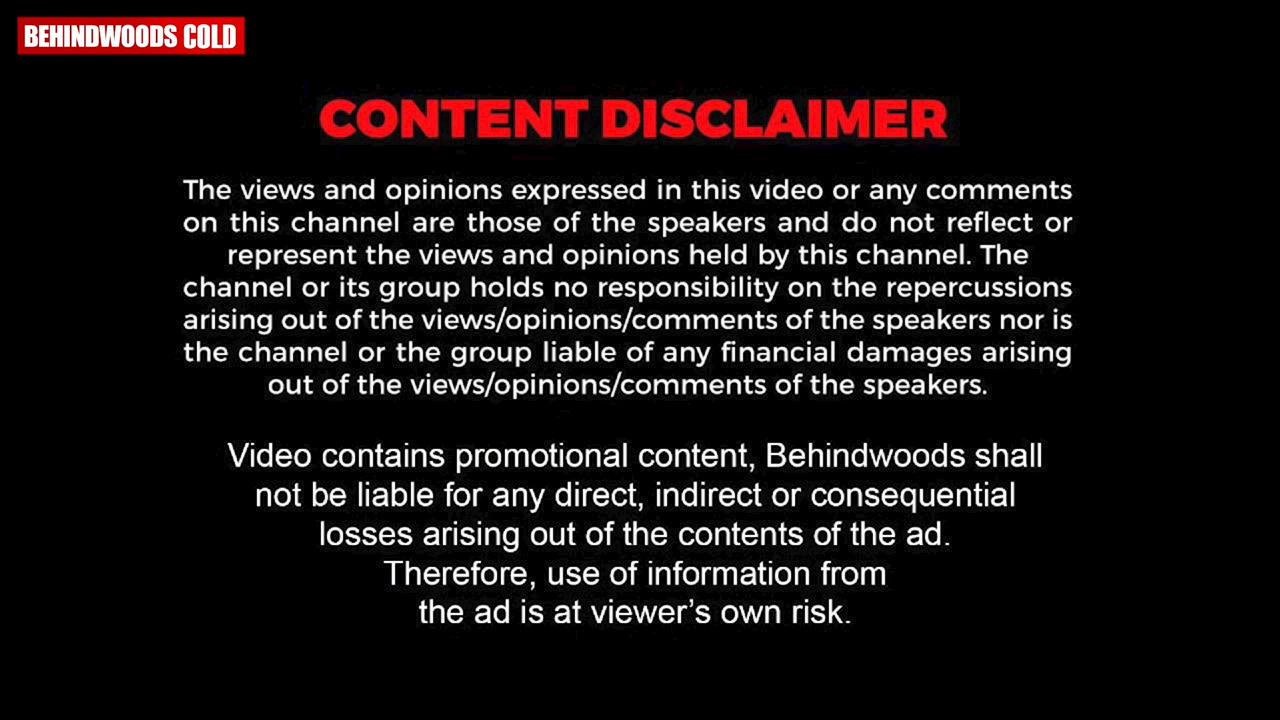 BEHINDWOODS COLD
CONTENT DISCLAIMER
The views and opinions expressed in this video or any comments
on this channel are those of the speakers and do not reflect or
represent the views and opinions held by this channel. The
channel or its group holds no responsibility on the repercussions
arising out of the views/opinions/comments of the speakers nor is
the channel or the group liable of any financial damages arising
out of the views/opinions/comments of the speakers.
Video contains promotional content, Behindwoods shall
not be liable for any direct, indirect or consequential
losses arising out of the contents of the ad.
Therefore, use of information from
the ad is at viewer’s own risk.